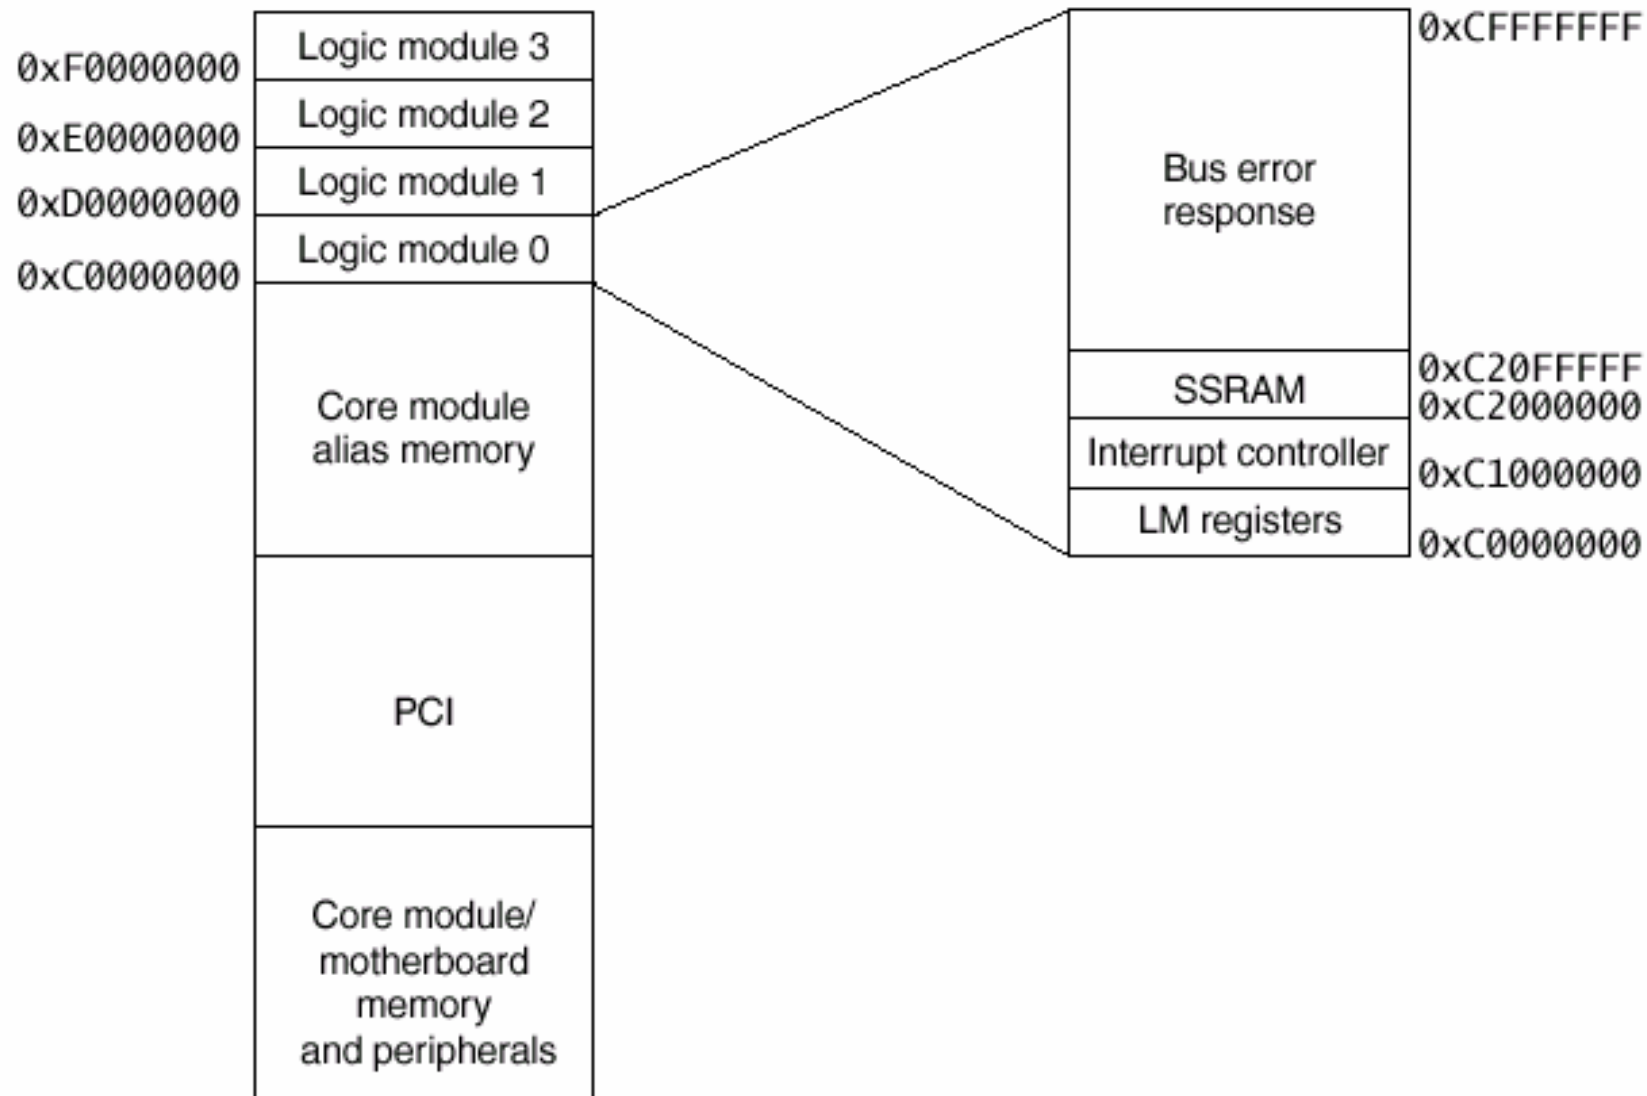 Logic module 3
0xF0000000
Logic module 2
0xE0000000
Logic module 1
0xD0000000
Logic module 0
0xC0000000
Core module
alias memory
PCI
Core module/
motherboard
memory
and peripherals
0xCFFFFFFF
Bus error
response
0xC20FFFFF
SSRAM
0xC2000000
Interrupt controller
0xC1000000
LM registers
0xC0000000